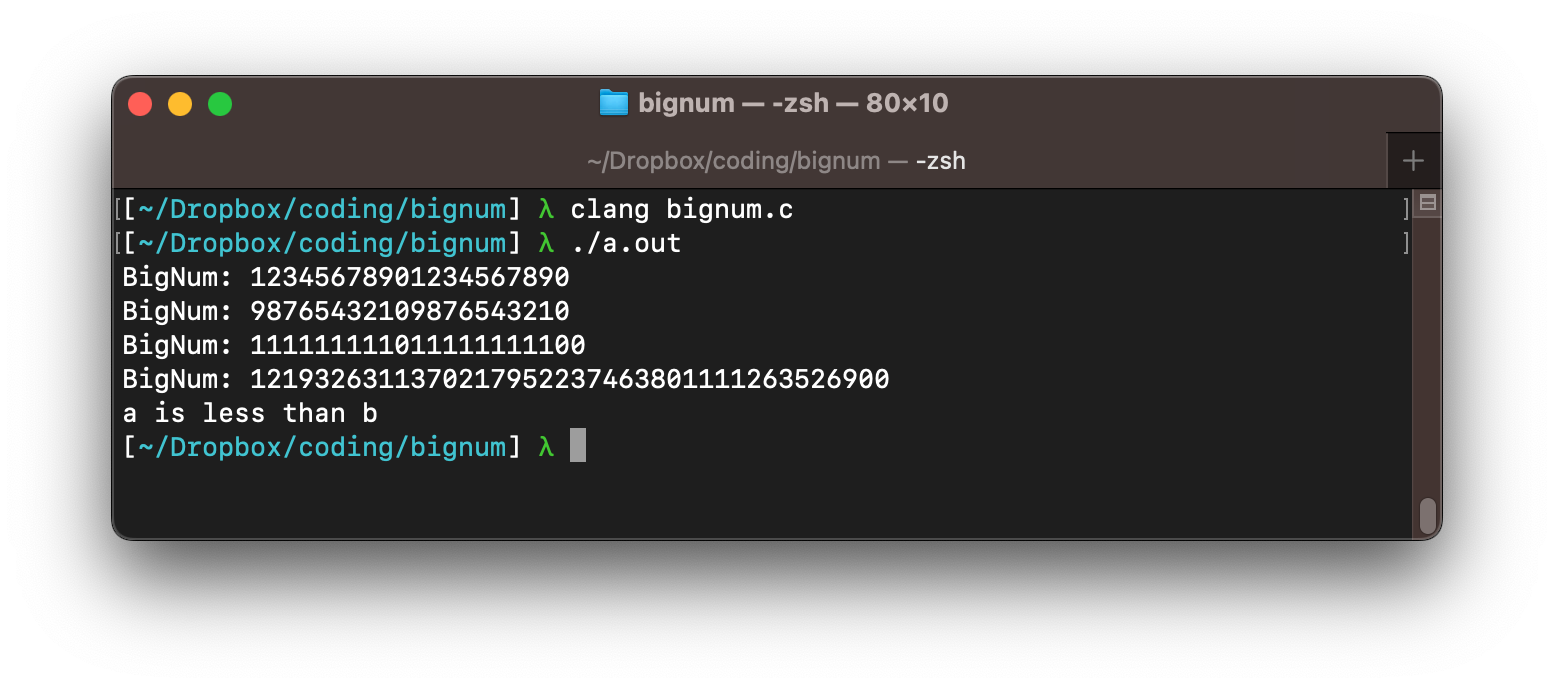 bignum — -zsh — 80×10
~/Dropbox/coding/bignum — -zsh
[[~/Dropbox/coding/bignum] λ clang bignum.c ]
[[~/Dropbox/coding/bignum] λ ./a.out ]
BigNum: 12345678901234567890
BigNum: 98765432109876543210
BigNum: 111111111011111111100
BigNum: 1219326311370217952237463801111263526900
a is less than b
[~/Dropbox/coding/bignum] λ